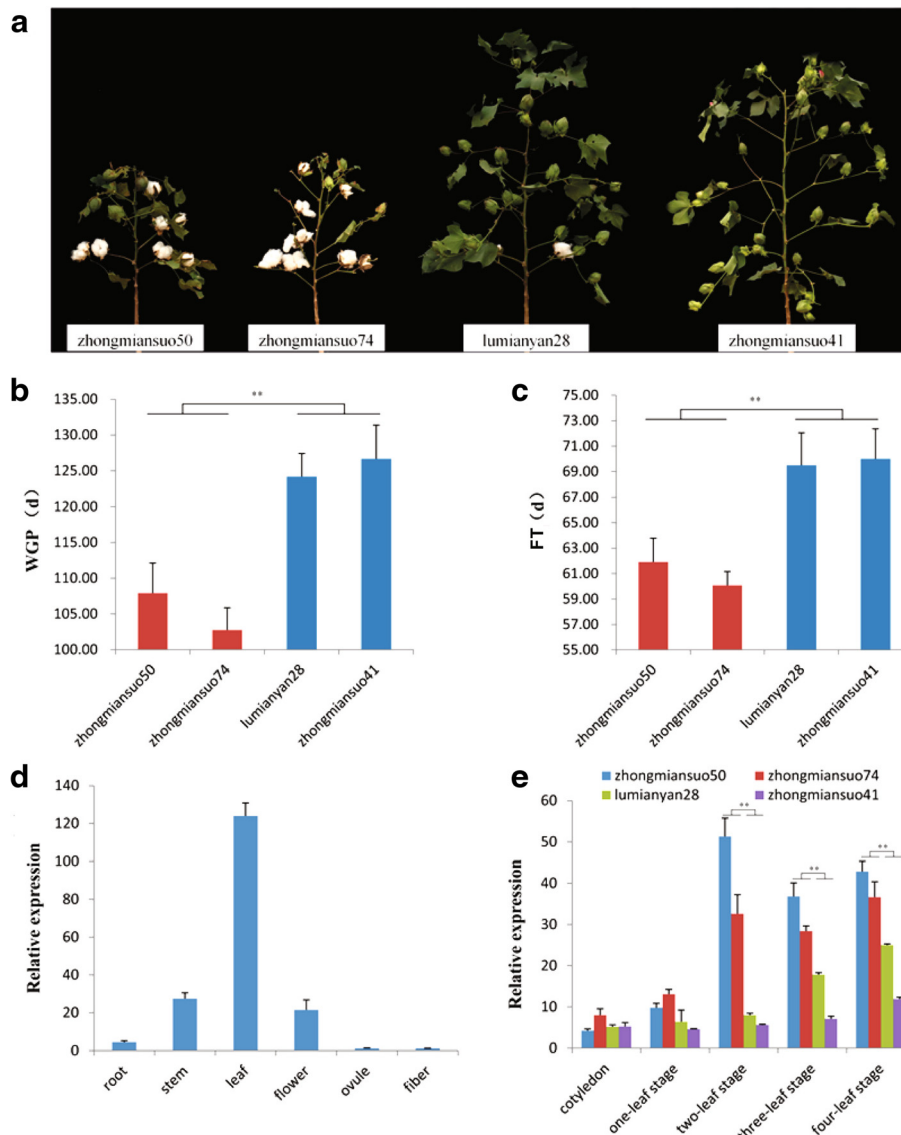 a
zhongmiansuo50
zhongmiansuo74
lumianyan28
zhongmiansuo41
b
135.00
130.00
125.00
120.00
115.00
110.00
105.00
100.00
WGP（d）
**
zhongmiansuo50
zhongmiansuo74
lumianyan28
zhongmiansuo41
c
75.00
73.00
71.00
69.00
67.00
65.00
63.00
61.00
59.00
57.00
55.00
FT（d）
**
zhongmiansuo50
zhongmiansuo74
lumianyan28
zhongmiansuo41
d
140
120
100
80
60
40
20
0
Relative expression
root
stem
leaf
flower
ovule
fiber
e
zhongmiansuo50
zhongmiansuo74
lumianyan28
zhongmiansuo41
60
50
40
30
20
10
0
Relative expression
**
**
**
cotyledon
one-leaf stage
two-leaf stage
three-leaf stage
four-leaf stage